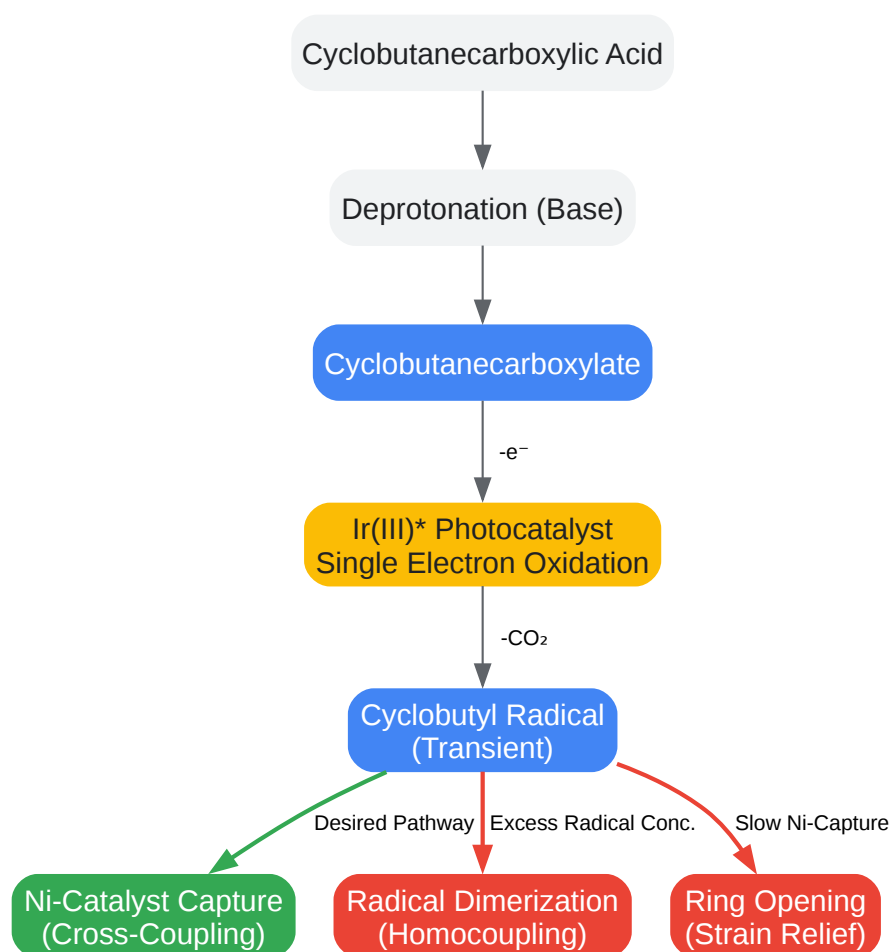 Cyclobutanecarboxylic Acid
Deprotonation (Base)
Cyclobutanecarboxylate
-e⁻
Ir(III)* Photocatalyst
Single Electron Oxidation
-CO₂
Cyclobutyl Radical
(Transient)
Desired Pathway
Excess Radical Conc.
Slow Ni-Capture
Ni-Catalyst Capture
(Cross-Coupling)
Radical Dimerization
(Homocoupling)
Ring Opening
(Strain Relief)